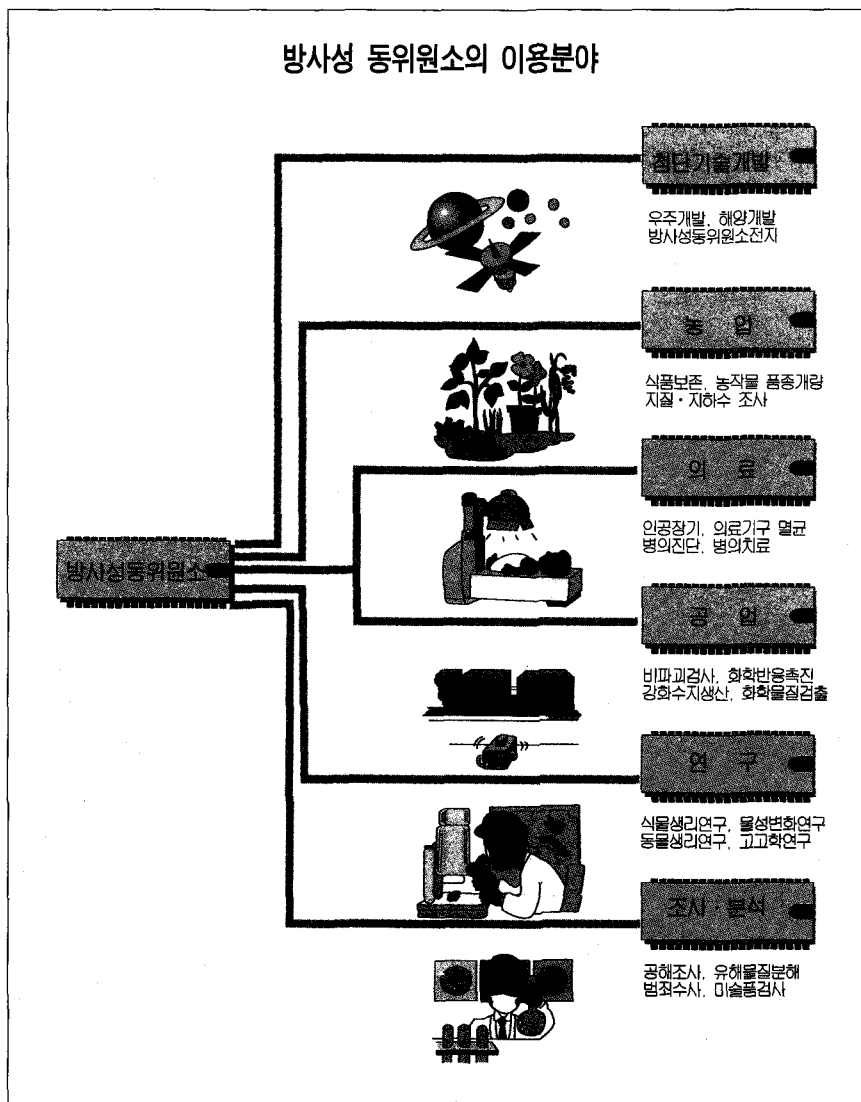 방사성 동위원소의 이용분야
첨단기술개발
우주개발, 해양개발
방사성동위원소전지
농 업
식품보존, 농작물 품종개량
지질·지하수 조사
의 료
인공장기, 의료기구 멸균
병의진단, 병의치료
방사성동위원소
공 업
비파괴검사, 화학반응촉진
강화수지생산, 화학물질검출
연 구
식물생리연구, 물성변화연구
동물생리연구, 고고학연구
조사·분석
공해조사, 유해물질분해
범죄수사, 미술품검사